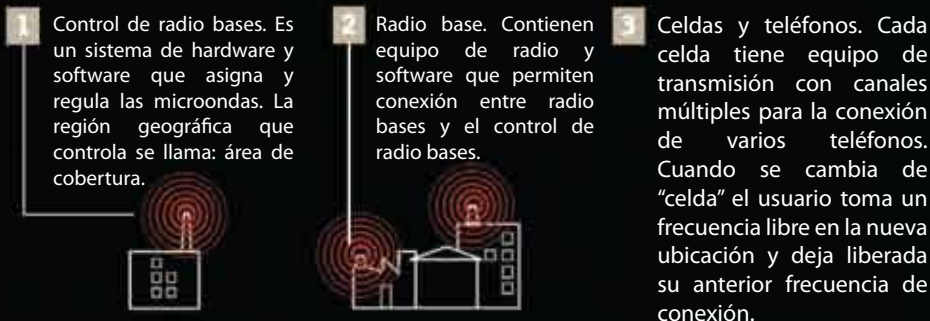 1
Control de radio bases. Es
un sistema de hardware y
software que asigna y
regula las microondas. La
región geográfica que
controla se llama: área de
cobertura.
2
Radio base. Contienen
equipo de radio y
software que permiten
conexión entre radio
bases y el control de
radio bases.
3
Celdas y teléfonos. Cada
celda tiene equipo de
transmisión con canales
múltiples para la conexión
de varios teléfonos.
Cuando se cambia de
“celda” el usuario toma un
frecuencia libre en la nueva
ubicación y deja liberada
su anterior frecuencia de
conexión.